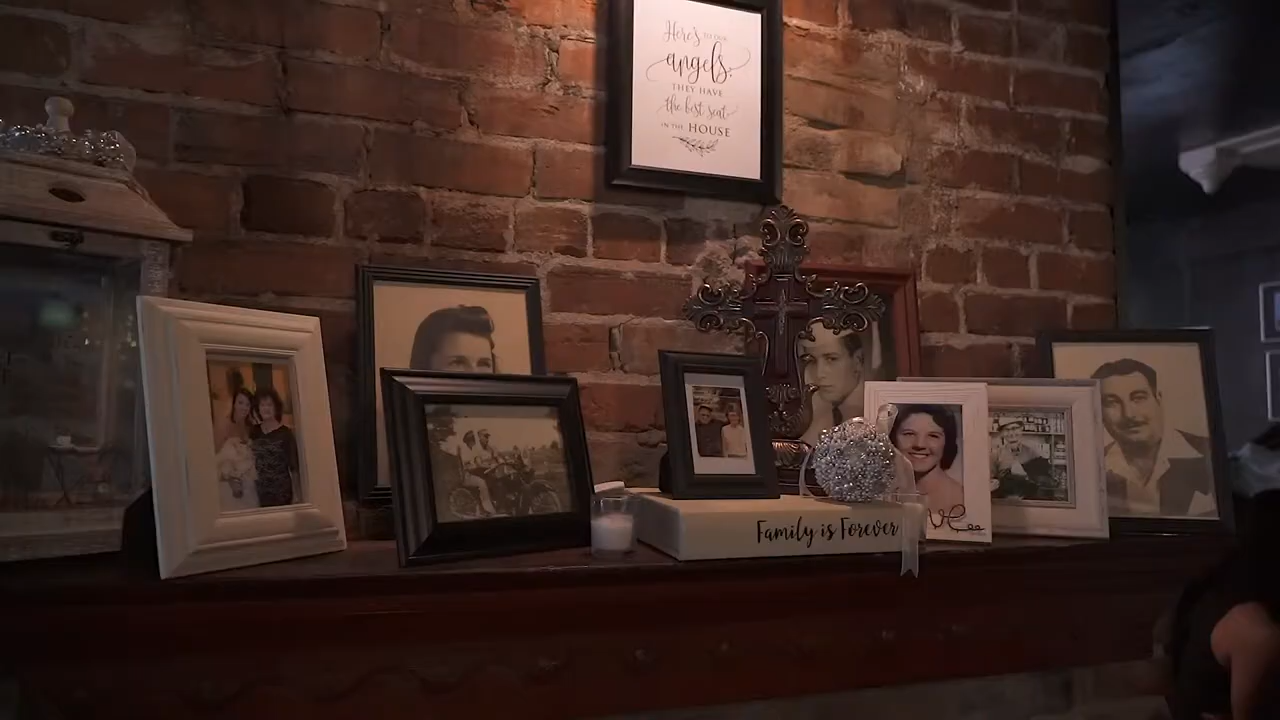 Here's TO OUR
angels:
THEY HAVE
the best seat
IN THE HOUSE
Family is Forever